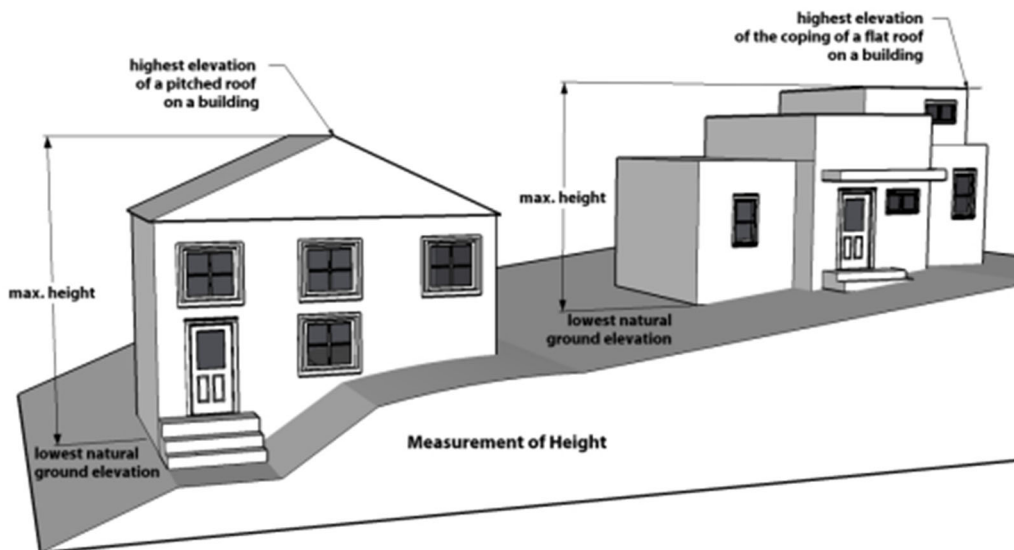 highest elevation
of a pitched roof
on a building
highest elevation
of the coping of a flat roof
on a building
max. height
max. height
lowest natural
ground elevation
lowest natural
ground elevation
Measurement of Height